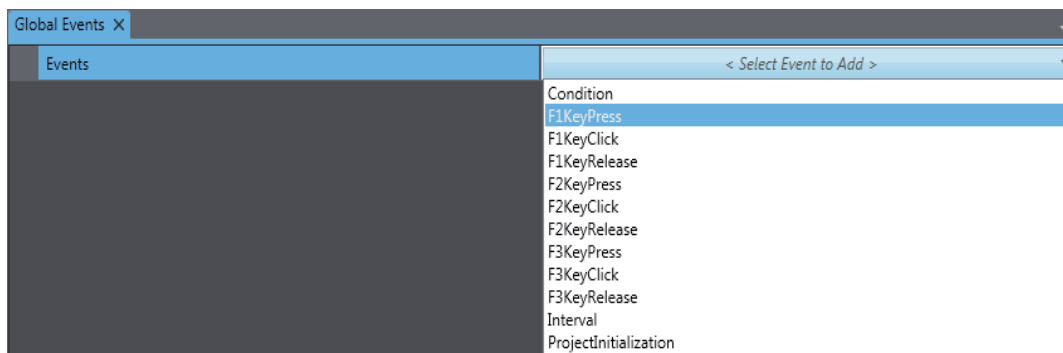 Global Events X
Events
< Select Event to Add >
Condition
F1KeyPress
F1KeyClick
F1KeyRelease
F2KeyPress
F2KeyClick
F2KeyRelease
F3KeyPress
F3KeyClick
F3KeyRelease
Interval
ProjectInitialization